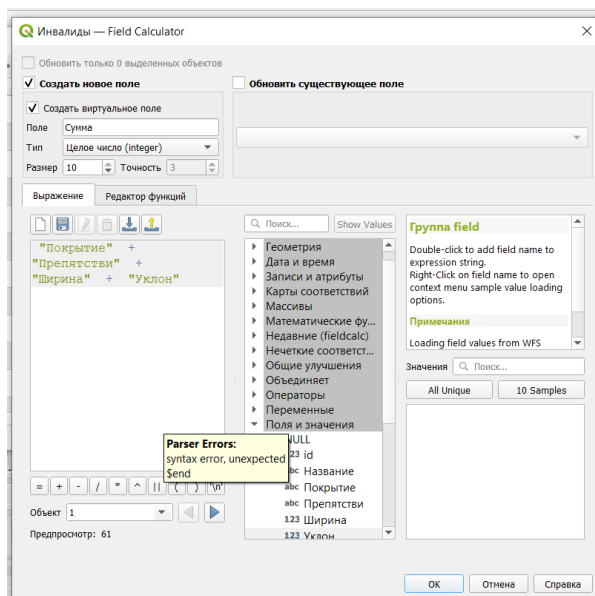 Инвалиды — Field Calculator
Обновить только 0 выделенных объектов
Создать новое поле
Обновить существующее поле
Создать виртуальное поле
Поле Сумма
Тип Целое число (integer)
Размер 10 Точность 3
Выражение Редактор функций
"Покрытие" +
"Препятстви" +
"Ширина" + "Уклон"
Parser Errors:
syntax error, unexpected
$end
= + - / * ^ || ( ) '\n'
Объект 1
Предпросмотр: 61
Поиск... Show Values
Геометрия
Дата и время
Записи и атрибуты
Карты соответствий
Массивы
Математические фу...
Недавние (fieldcalc)
Нечеткие соответст...
Общие улучшения
Объединяет
Операторы
Переменные
Поля и значения
NULL
123 id
abc Название
abc Покрытие
abc Препятстви
123 Ширина
123 Уклон
Группа field
Double-click to add field name to
expression string.
Right-Click on field name to open
context menu sample value loading
options.
Примечания
Loading field values from WFS
Значения Поиск...
All Unique 10 Samples
ОК Отмена Справка